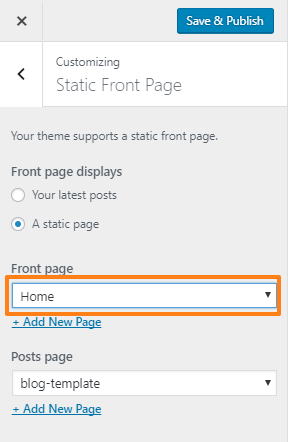 Save & Publish
Customizing
Static Front Page
Your theme supports a static front page.
Front page displays
Your latest posts
A static page
Front page
Home
+ Add New Page
Posts page
blog-template
+ Add New Page